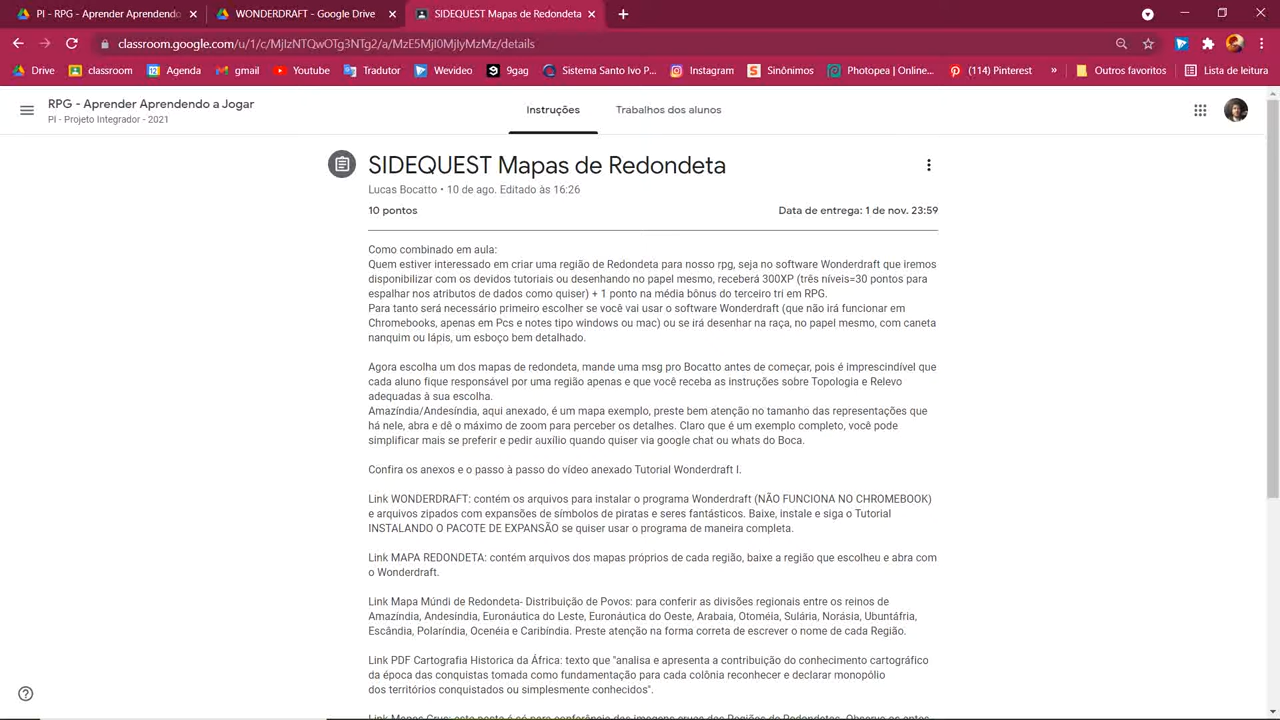 PI - RPG - Aprender Aprendendo
WONDERDRAFT - Google Drive
SIDEQUEST Mapas de Redondeta
classroom.google.com/u/1/c/MjIzNTQwOTg3NTg2/a/MzE5MjI0MjIyMzMz/details
Drive
classroom
12 Agenda
gmail
Youtube
Tradutor
Wevideo
9gag
Sistema Santo Ivo P...
Instagram
S Sinônimos
Photopea | Online...
(114) Pinterest
»
Outros favoritos
Lista de leitura
RPG - Aprender Aprendendo a Jogar
PI - Projeto Integrador - 2021
Instruções
Trabalhos dos alunos
SIDEQUEST Mapas de Redondeta
Lucas Bocatto • 10 de ago. Editado às 16:26
10 pontos
Data de entrega: 1 de nov. 23:59
Como combinado em aula:
Quem estiver interessado em criar uma região de Redondeta para nosso rpg, seja no software Wonderdraft que iremos
disponibilizar com os devidos tutoriais ou desenhando no papel mesmo, receberá 300XP (três níveis=30 pontos para
espalhar nos atributos de dados como quiser) + 1 ponto na média bônus do terceiro tri em RPG.
Para tanto será necessário primeiro escolher se você vai usar o software Wonderdraft (que não irá funcionar em
Chromebooks, apenas em Pcs e notes tipo windows ou mac) ou se irá desenhar na raça, no papel mesmo, com caneta
nanquim ou lápis, um esboço bem detalhado.
Agora escolha um dos mapas de redondeta, mande uma msg pro Bocatto antes de começar, pois é imprescindível que
cada aluno fique responsável por uma região apenas e que você receba as instruções sobre Topologia e Relevo
adequadas à sua escolha.
Amazíndia/Andesíndia, aqui anexado, é um mapa exemplo, preste bem atenção no tamanho das representações que
há nele, abra e dê o máximo de zoom para perceber os detalhes. Claro que é um exemplo completo, você pode
simplificar mais se preferir e pedir auxílio quando quiser via google chat ou whats do Boca.
Confira os anexos e o passo à passo do vídeo anexado Tutorial Wonderdraft I.
Link WONDERDRAFT: contém os arquivos para instalar o programa Wonderdraft (NÃO FUNCIONA NO CHROMEBOOK)
e arquivos zipados com expansões de símbolos de piratas e seres fantásticos. Baixe, instale e siga o Tutorial
INSTALANDO O PACOTE DE EXPANSÃO se quiser usar o programa de maneira completa.
Link MAPA REDONDETA: contém arquivos dos mapas próprios de cada região, baixe a região que escolheu e abra com
o Wonderdraft.
Link Mapa Múndi de Redondeta- Distribuição de Povos: para conferir as divisões regionais entre os reinos de
Amazíndia, Andesíndia, Euronáutica do Leste, Euronáutica do Oeste, Arabaia, Otoméia, Sulária, Norásia, Ubuntáfria,
Escândia, Polaríndia, Ocenéia e Caribíndia. Preste atenção na forma correta de escrever o nome de cada Região.
Link PDF Cartografia Historica da África: texto que "analisa e apresenta a contribuição do conhecimento cartográfico
da época das conquistas tomada como fundamentação para cada colônia reconhecer e declarar monopólio
dos territórios conquistados ou simplesmente conhecidos".